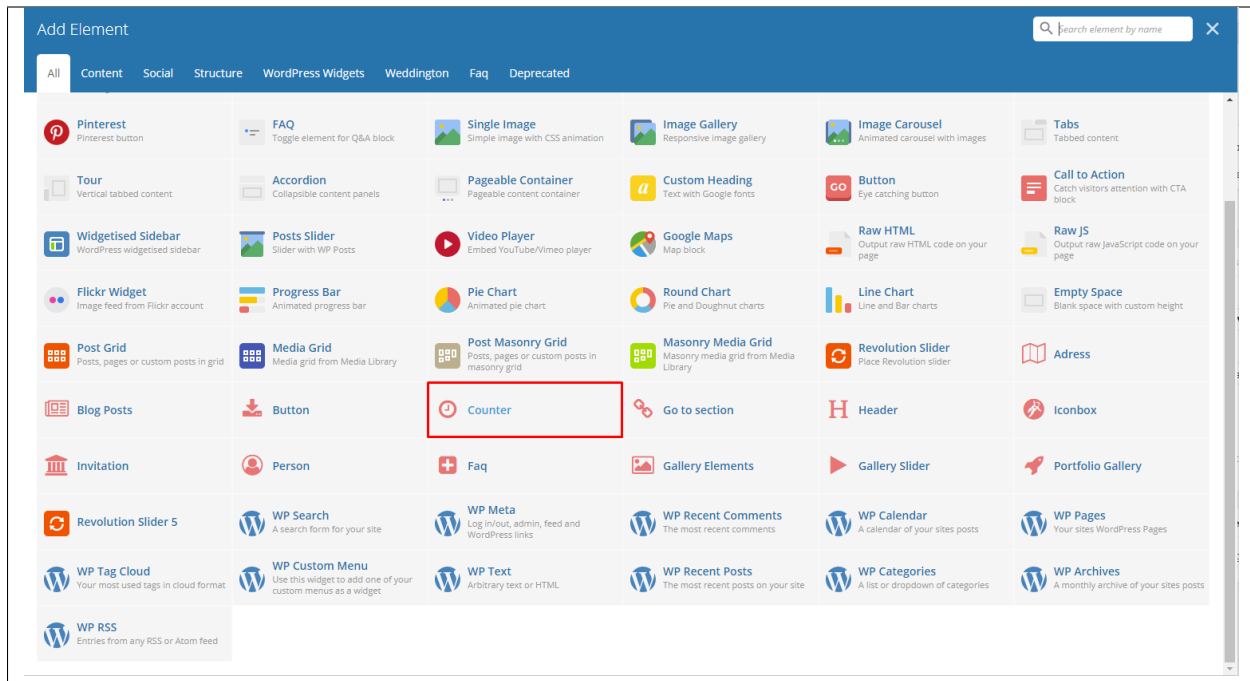 Add Element
Search element by name
All Content Social Structure WordPress Widgets Weddington Faq Deprecated
Pinterest
Pinterest button
FAQ
Toggle element for Q&A block
Single Image
Simple image with CSS animation
Image Gallery
Responsive image gallery
Image Carousel
Animated carousel with images
Tabs
Tabbed content
Tour
Vertical tabbed content
Accordion
Collapsible content panels
Pageable Container
Pageable content container
a
Custom Heading
Text with Google fonts
GO
Button
Eye catching button
Call to Action
Catch visitors attention with CTA
block
Widgetised Sidebar
WordPress widgetised sidebar
Posts Slider
Slider with WP Posts
Video Player
Embed YouTube/Vimeo player
Google Maps
Map block
Raw HTML
Output raw HTML code on your
page
Raw JS
Output raw JavaScript code on your
page
Flickr Widget
Image feed from Flickr account
Progress Bar
Animated progress bar
Pie Chart
Animated pie chart
Round Chart
Pie and Doughnut charts
Line Chart
Line and Bar charts
Empty Space
Blank space with custom height
Post Grid
Posts, pages or custom posts in grid
Media Grid
Media grid from Media Library
Post Masonry Grid
Posts, pages or custom posts in
masonry grid
Masonry Media Grid
Masonry media grid from Media
Library
Revolution Slider
Place Revolution slider
Adress
Blog Posts
Button
Counter
Go to section
H
Header
Iconbox
Invitation
Person
Faq
Gallery Elements
Gallery Slider
Portfolio Gallery
Revolution Slider 5
WP Search
A search form for your site
WP Meta
Log in/out, admin, feed and
WordPress links
WP Recent Comments
The most recent comments
WP Calendar
A calendar of your sites posts
WP Pages
Your sites WordPress Pages
WP Tag Cloud
Your most used tags in cloud format
WP Custom Menu
Use this widget to add one of your
custom menus as a widget
WP Text
Arbitrary text or HTML
WP Recent Posts
The most recent posts on your site
WP Categories
A list or dropdown of categories
WP Archives
A monthly archive of your sites posts
WP RSS
Entries from any RSS or Atom feed